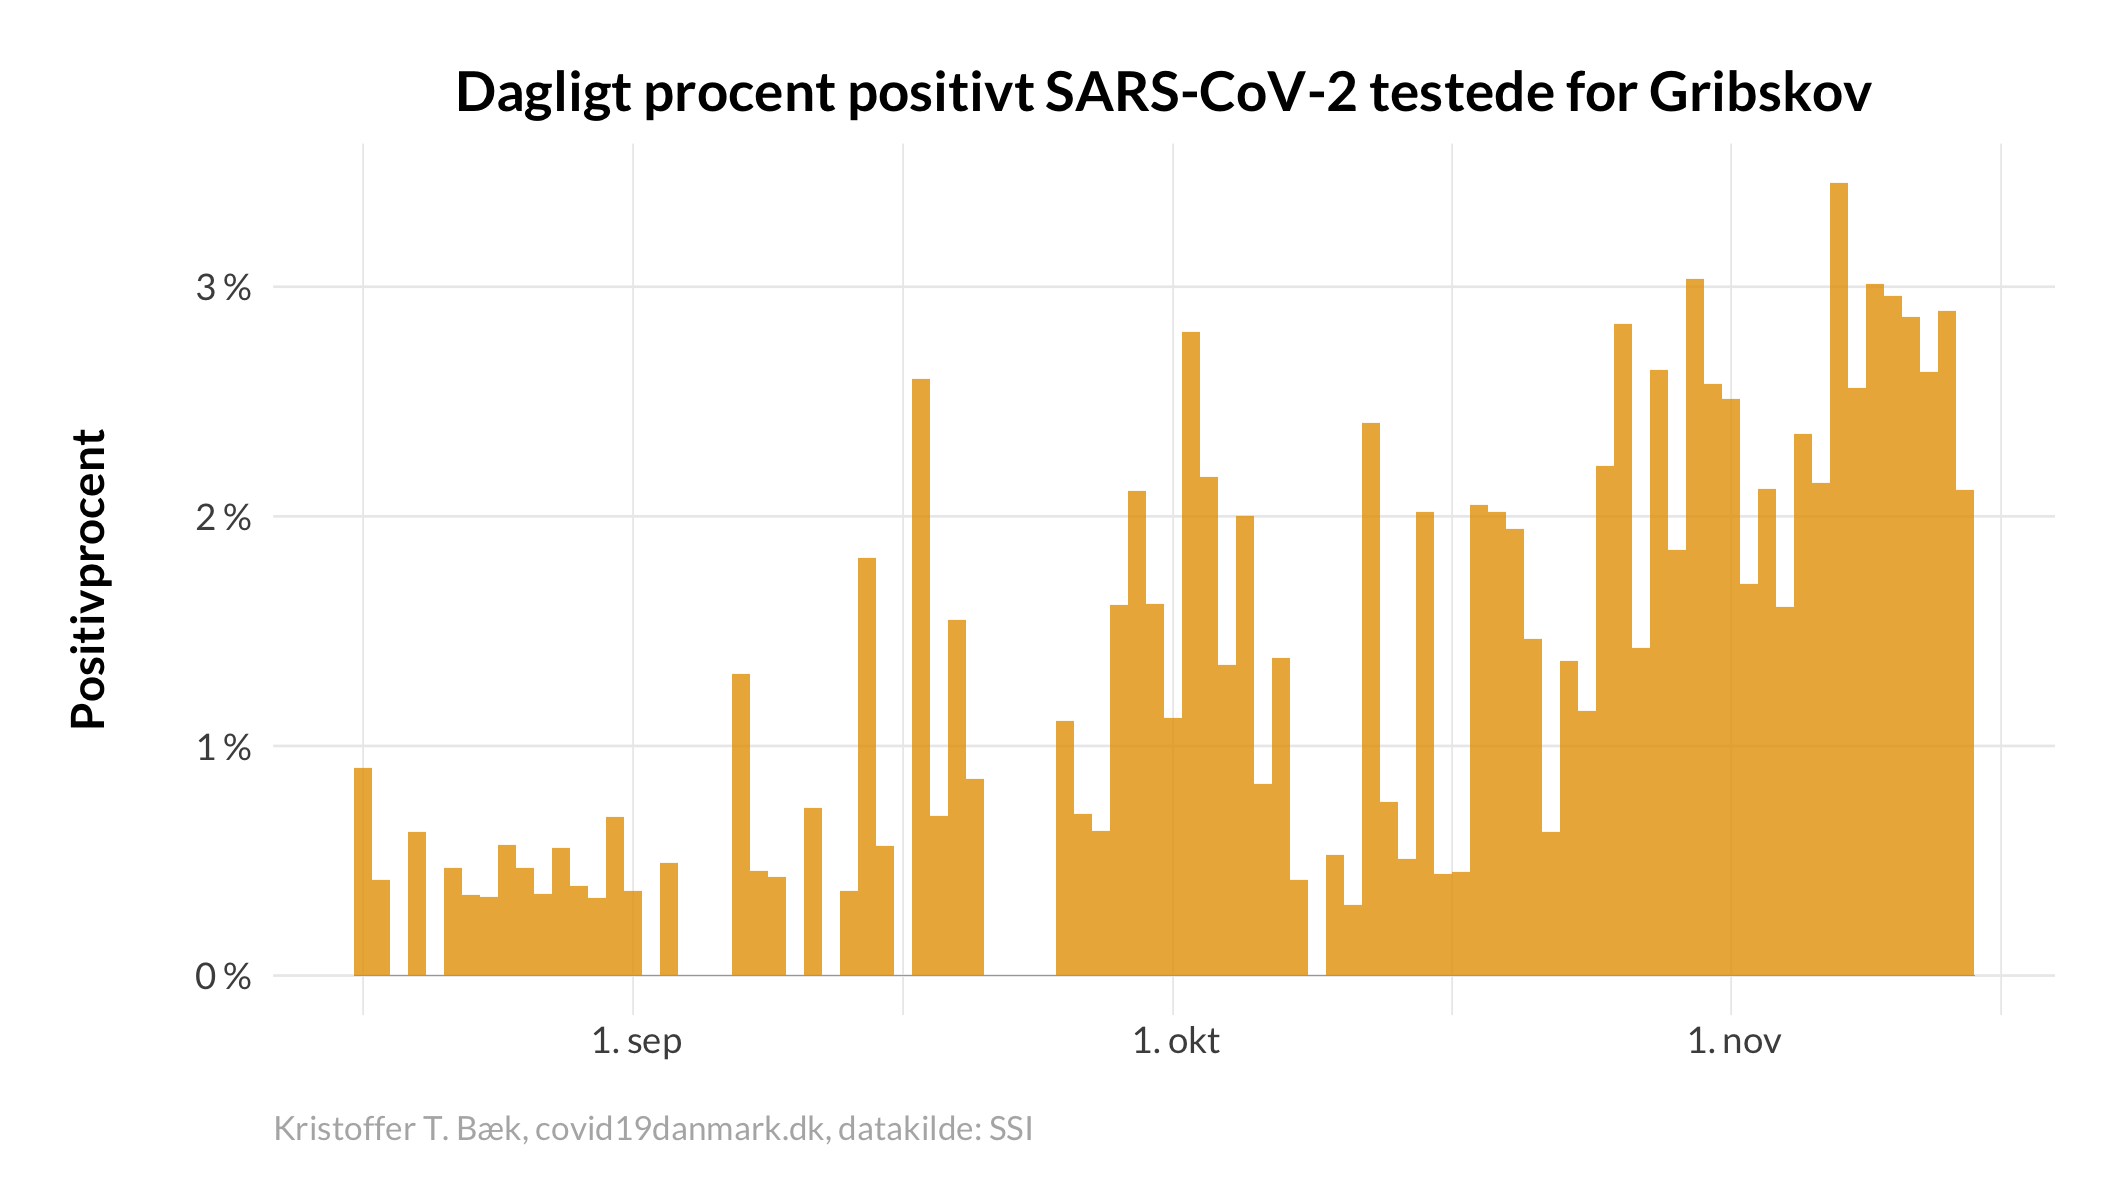 Dagligt procent positivt SARS-CoV-2 testede for Gribskov
Positivprocent
3 %
2 %
1 %
0 %
1. sep
1. okt
1. nov
Kristoffer T. Bæk, covid19danmark.dk, datakilde: SSI